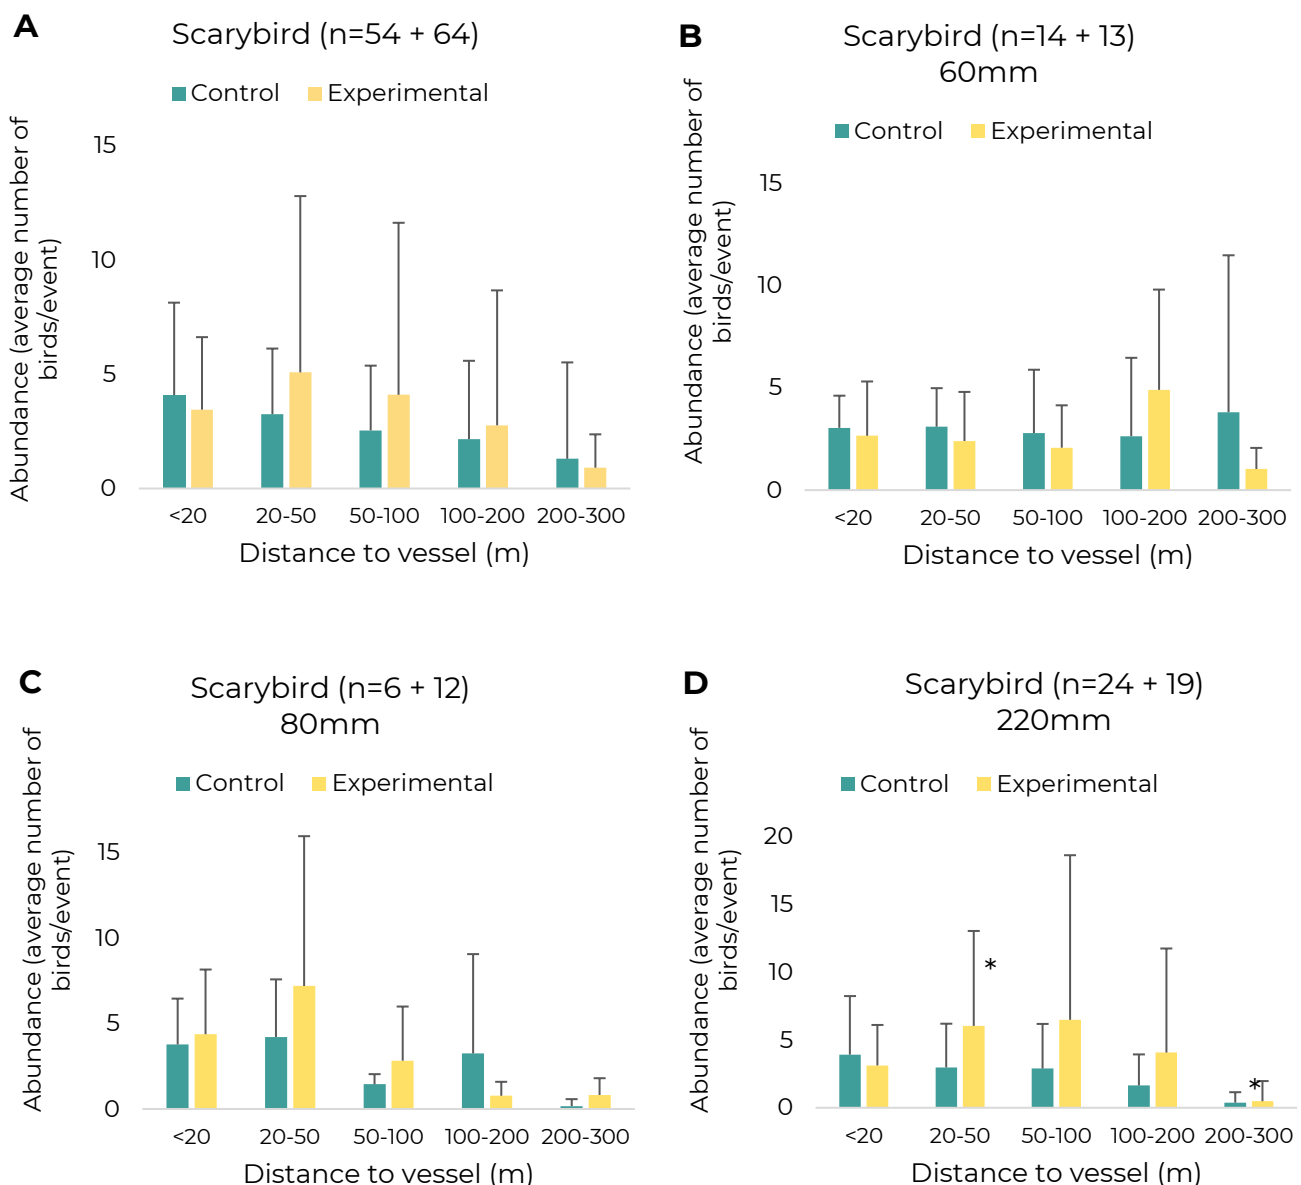 A
Scarybird (n=54 + 64)
Control
Experimental
Abundance (average number of
birds/event)
15
10
5
0
<20
20-50
50-100
100-200
200-300
Distance to vessel (m)
B
Scarybird (n=14 + 13)
60mm
Control
Experimental
Abundance (average number of
birds/event)
15
10
5
0
<20
20-50
50-100
100-200
200-300
Distance to vessel (m)
C
Scarybird (n=6 + 12)
80mm
Control
Experimental
Abundance (average number of
birds/event)
15
10
5
0
<20
20-50
50-100
100-200
200-300
Distance to vessel (m)
D
Scarybird (n=24 + 19)
220mm
Control
Experimental
Abundance (average number of
birds/event)
20
15
10
5
0
*
*
<20
20-50
50-100
100-200
200-300
Distance to vessel (m)